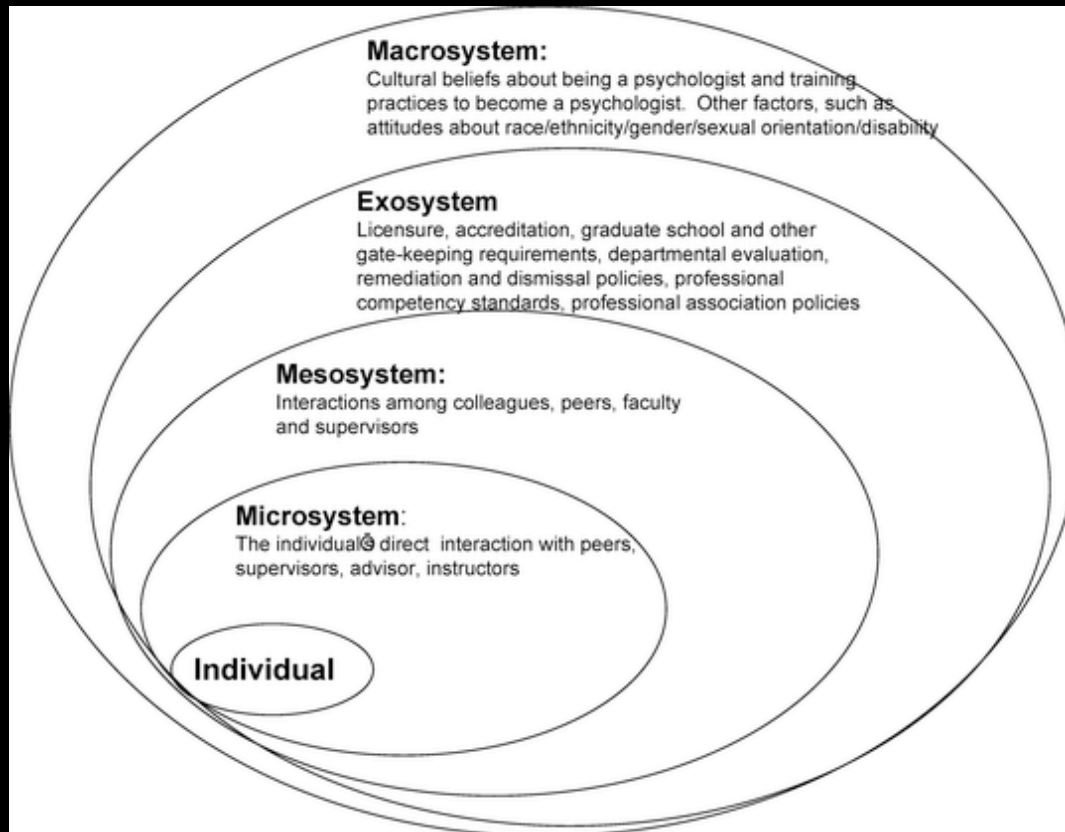 Macrosystem:
Cultural beliefs about being a psychologist and training
practices to become a psychologist.  Other factors, such as
attitudes about race/ethnicity/gender/sexual orientation/disability
Exosystem
Licensure, accreditation, graduate school and other
gate-keeping requirements, departmental evaluation,
remediation and dismissal policies, professional
competency standards, professional association policies
Mesosystem:
Interactions among colleagues, peers, faculty
and supervisors
Microsystem:
The direct  interaction with peers,
supervisors, advisor, instructors
Individual